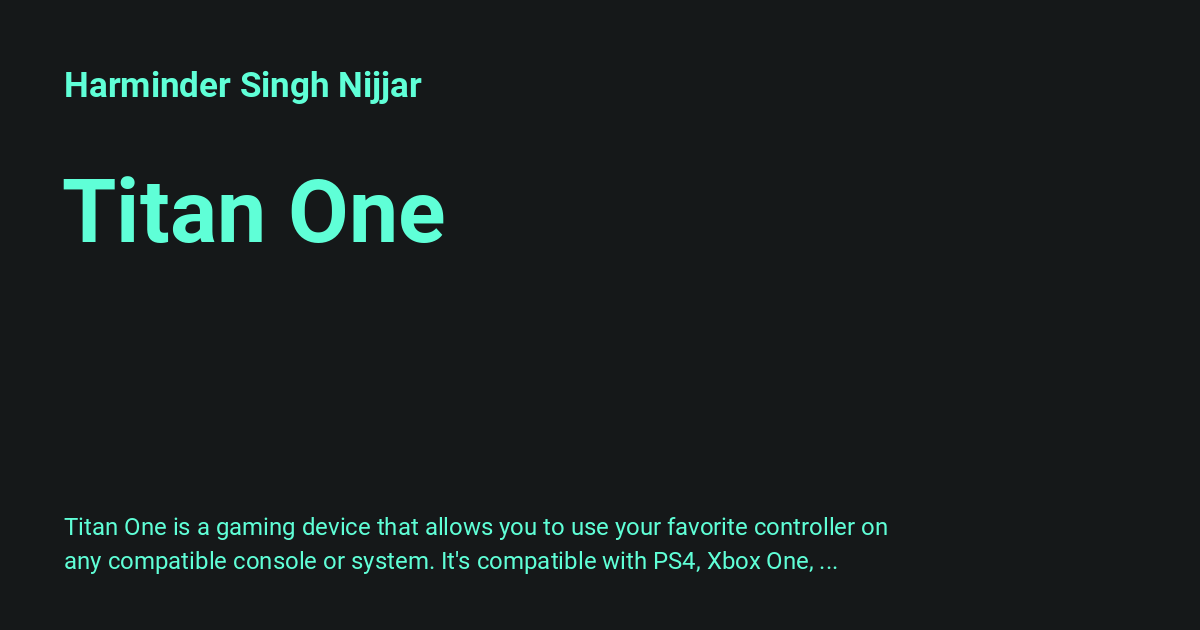 Harminder Singh Nijjar
Titan One
Titan One is a gaming device that allows you to use your favorite controller on
any compatible console or system. It's compatible with PS4, Xbox One, ...